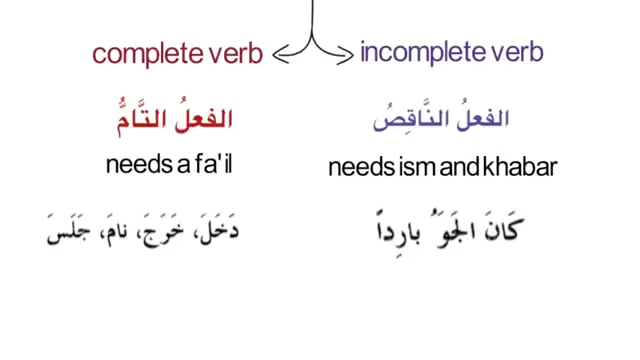 complete verb
incomplete verb
الفعلُ التَّامُّ
الفعلُ النَّاقِصُ
needs a fa'il
needs ism and khabar
دَخَلَ، خَرَجَ، نامَ، جَلَسَ
كَانَ الجَوُّ بارِداً